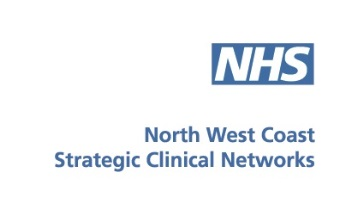 NHS
North West Coast
Strategic Clinical Networks